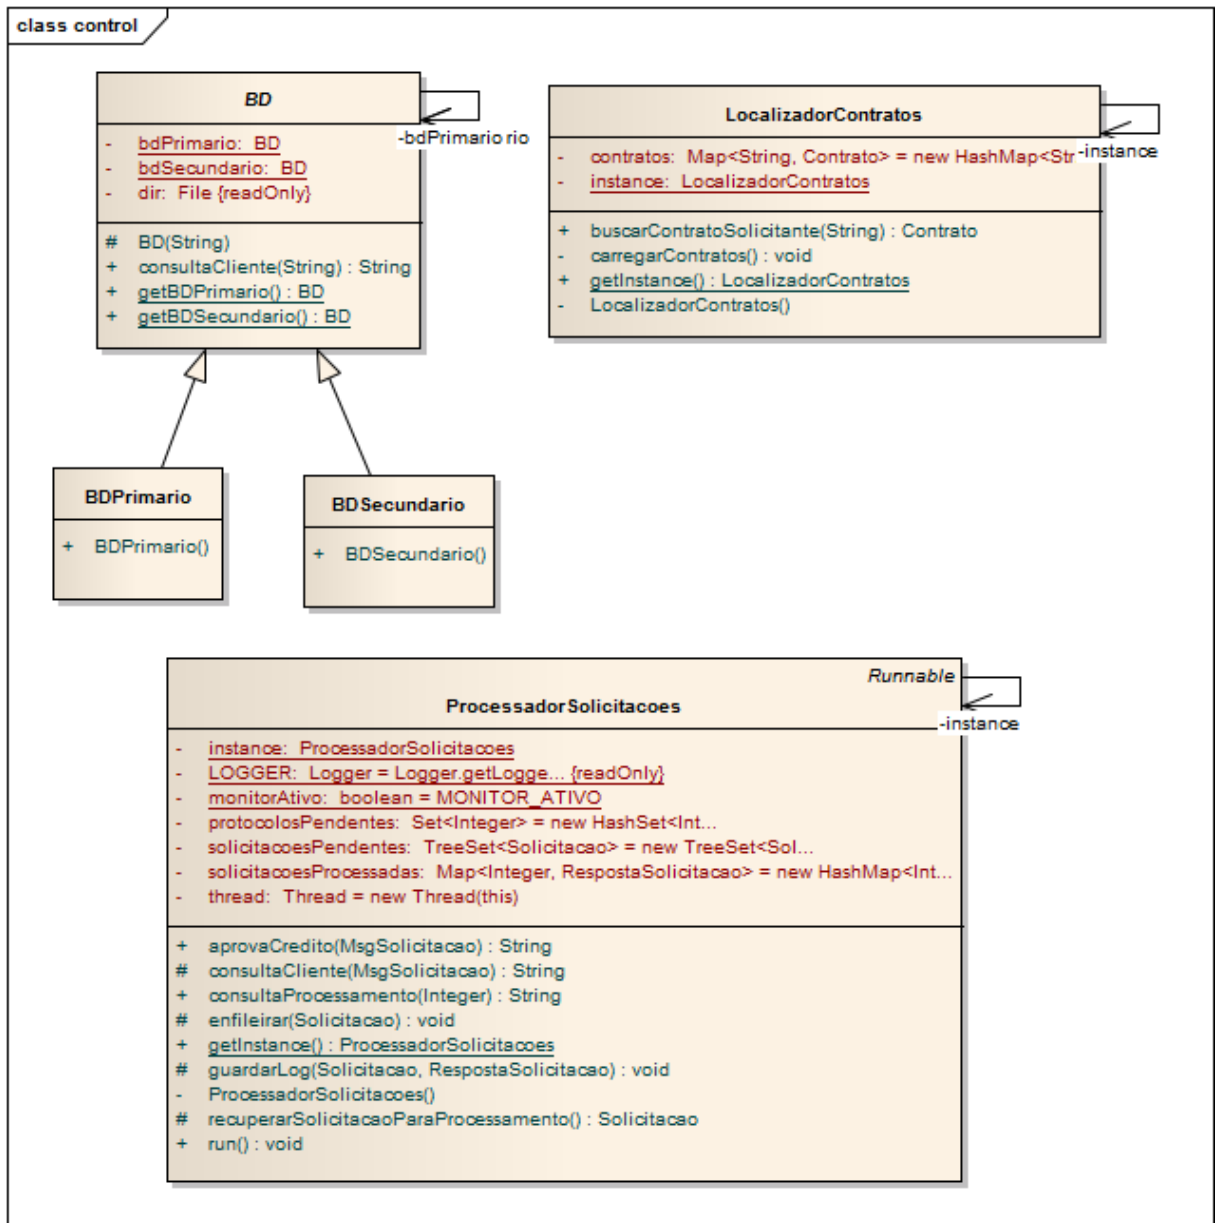 class control
BD
- bdPrimario: BD
- bdSecundario: BD
- dir: File {readOnly}
# BD(String)
+ consultaCliente(String) : String
+ getBDPrimario() : BD
+ getBDSecundario() : BD
-bdPrimario rio
LocalizadorContratos
- contratos: Map<String, Contrato> = new HashMap<Str
- instance: LocalizadorContratos
+ buscarContratoSolicitante(String) : Contrato
- carregarContratos() : void
+ getInstance() : LocalizadorContratos
- LocalizadorContratos()
-instance
BDPrimario
+ BDPrimario()
BDSecundario
+ BDSecundario()
Runnable
ProcessadorSolicitacoes
-instance
- instance: ProcessadorSolicitacoes
- LOGGER: Logger = Logger.getLogge... {readOnly}
- monitorAtivo: boolean = MONITOR_ATIVO
- protocolosPendentes: Set<Integer> = new HashSet<Int...
- solicitacoesPendentes: TreeSet<Solicitacao> = new TreeSet<Sol...
- solicitacoesProcessadas: Map<Integer, RespostaSolicitacao> = new HashMap<Int...
- thread: Thread = new Thread(this)
+ aprovaCredito(MsgSolicitacao) : String
# consultaCliente(MsgSolicitacao) : String
+ consultaProcessamento(Integer) : String
# enfileirar(Solicitacao) : void
+ getInstance() : ProcessadorSolicitacoes
# guardarLog(Solicitacao, RespostaSolicitacao) : void
- ProcessadorSolicitacoes()
# recuperarSolicitacaoParaProcessamento() : Solicitacao
+ run() : void